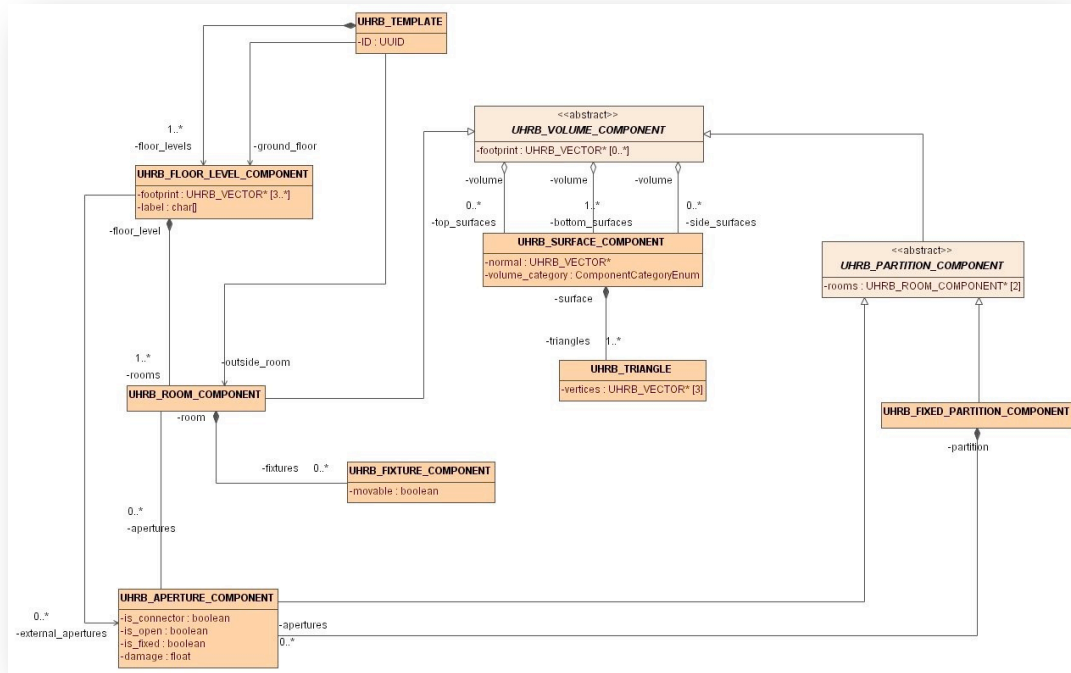 UHRB_TEMPLATE
-ID : UUID
1..*
-floor_levels
-ground_floor
UHRB_FLOOR_LEVEL_COMPONENT
-footprint : UHRB_VECTOR* [3..*]
-label : char[]
-floor_level
<<abstract>>
UHRB_VOLUME_COMPONENT
-footprint : UHRB_VECTOR* [0..*]
-volume
-volume
-volume
0..*
1..*
0..*
-top_surfaces
-bottom_surfaces
-side_surfaces
UHRB_SURFACE_COMPONENT
-normal : UHRB_VECTOR*
-volume_category : ComponentCategoryEnum
-surface
<<abstract>>
UHRB_PARTITION_COMPONENT
-rooms : UHRB_ROOM_COMPONENT* [2]
-triangles
1..*
UHRB_TRIANGLE
-vertices : UHRB_VECTOR* [3]
1..*
-rooms
-outside_room
UHRB_ROOM_COMPONENT
-room
UHRB_FIXED_PARTITION_COMPONENT
-partition
-fixtures
0..*
UHRB_FIXTURE_COMPONENT
-movable : boolean
0..*
-apertures
UHRB_APERTURE_COMPONENT
-is_connector : boolean
-is_open : boolean
-is_fixed : boolean
-damage : float
0..*
-external_apertures
-apertures
0..*